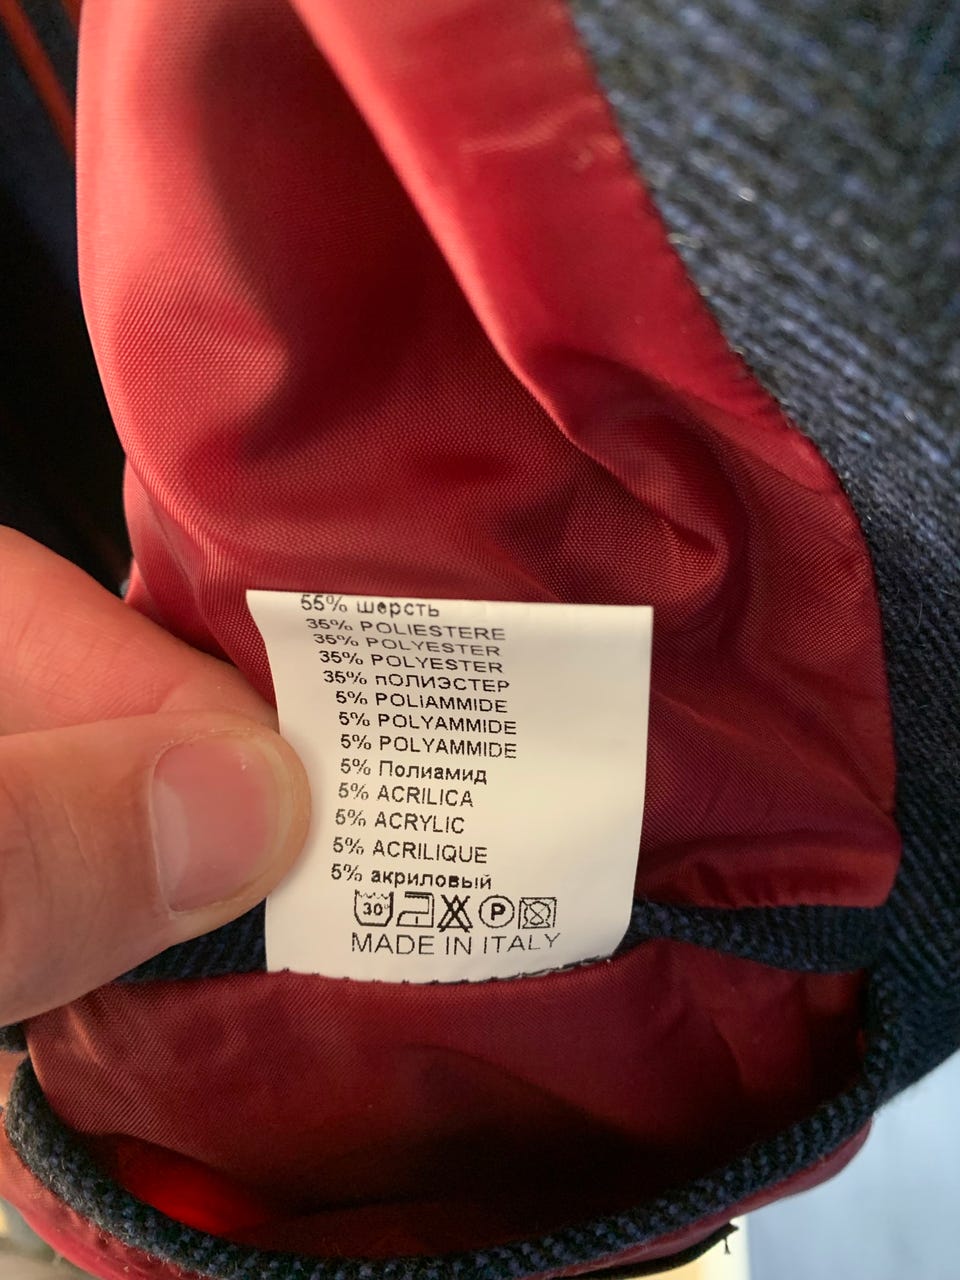 55% шерсть
35% POLIESTERE
35% POLYESTER
35% POLYESTER
35% пОЛИЭСТЕР
5% POLIAMMIDE
5% POLYAMMIDE
5% POLYAMMIDE
5% Полиамид
5% ACRILICA
5% ACRYLIC
5% ACRILIQUE
5% акриловый
30° P
MADE IN ITALY